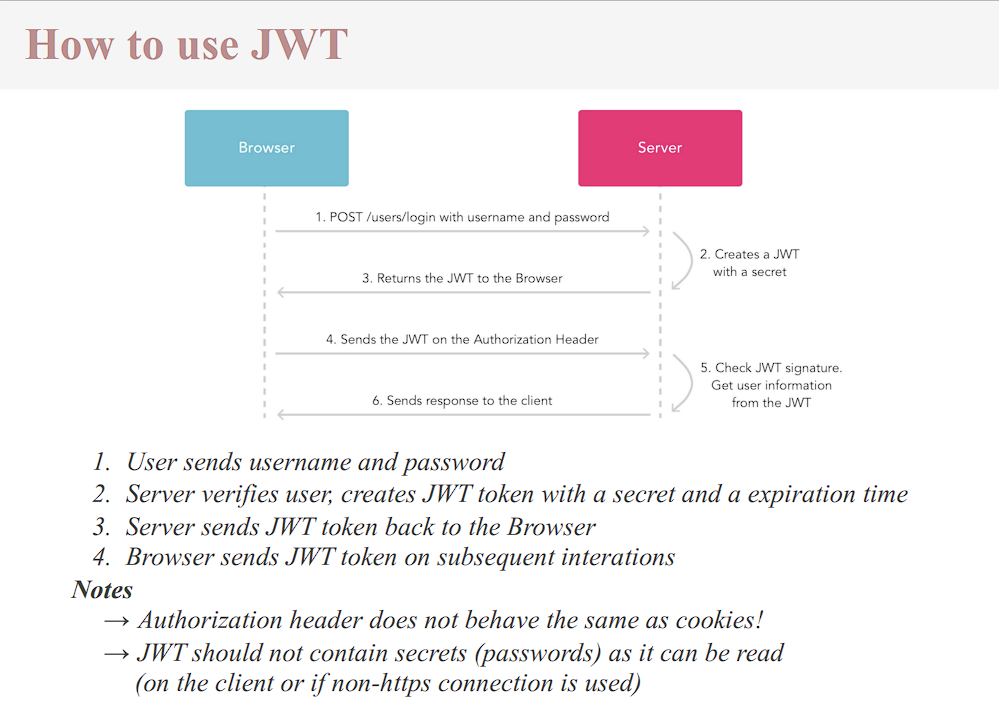 How to use JWT
Browser
Server
1. POST /users/login with username and password
2. Creates a JWT
with a secret
3. Returns the JWT to the Browser
4. Sends the JWT on the Authorization Header
5. Check JWT signature.
Get user information
from the JWT
6. Sends response to the client
1. User sends username and password
2. Server verifies user, creates JWT token with a secret and a expiration time
3. Server sends JWT token back to the Browser
4. Browser sends JWT token on subsequent interations
Notes
→ Authorization header does not behave the same as cookies!
→ JWT should not contain secrets (passwords) as it can be read
(on the client or if non-https connection is used)